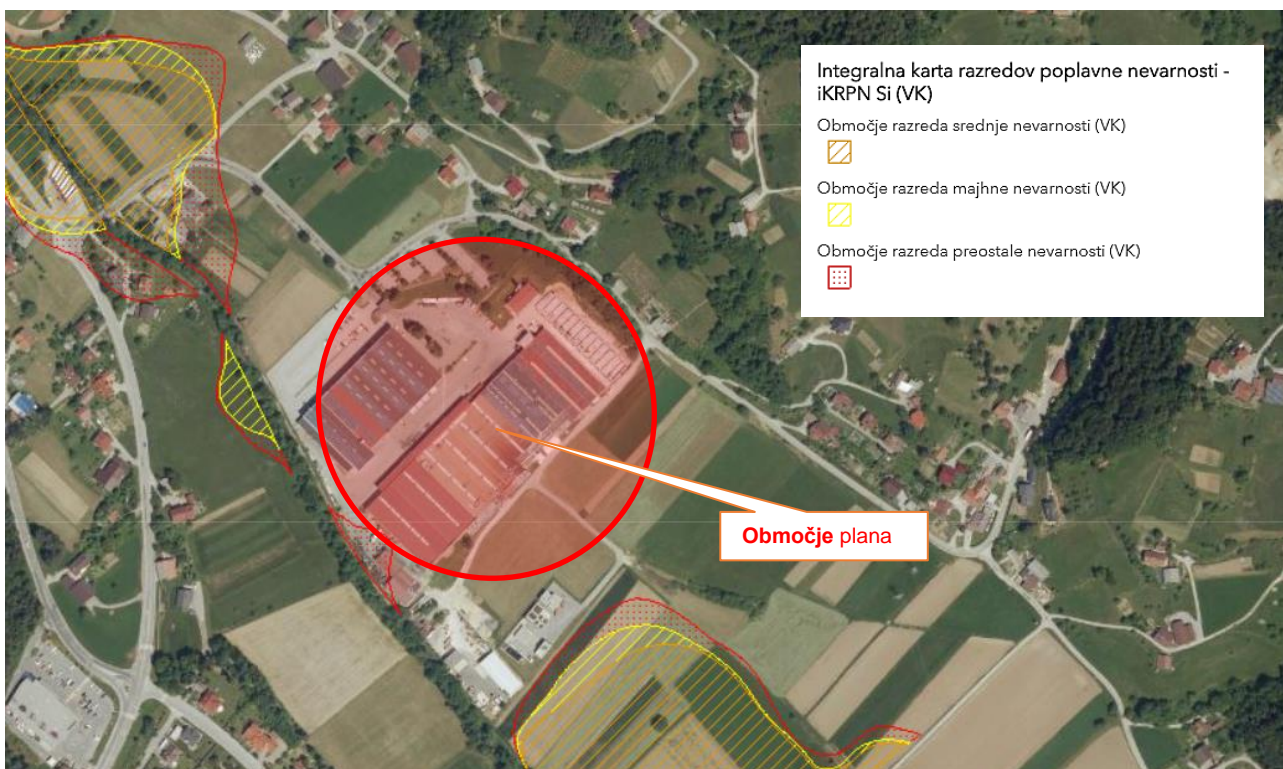 Integralna karta razredov poplavne nevarnosti -
iKRPN Si (VK)
Območje razreda srednje nevarnosti (VK)
Območje razreda majhne nevarnosti (VK)
Območje razreda preostale nevarnosti (VK)
Območje plana